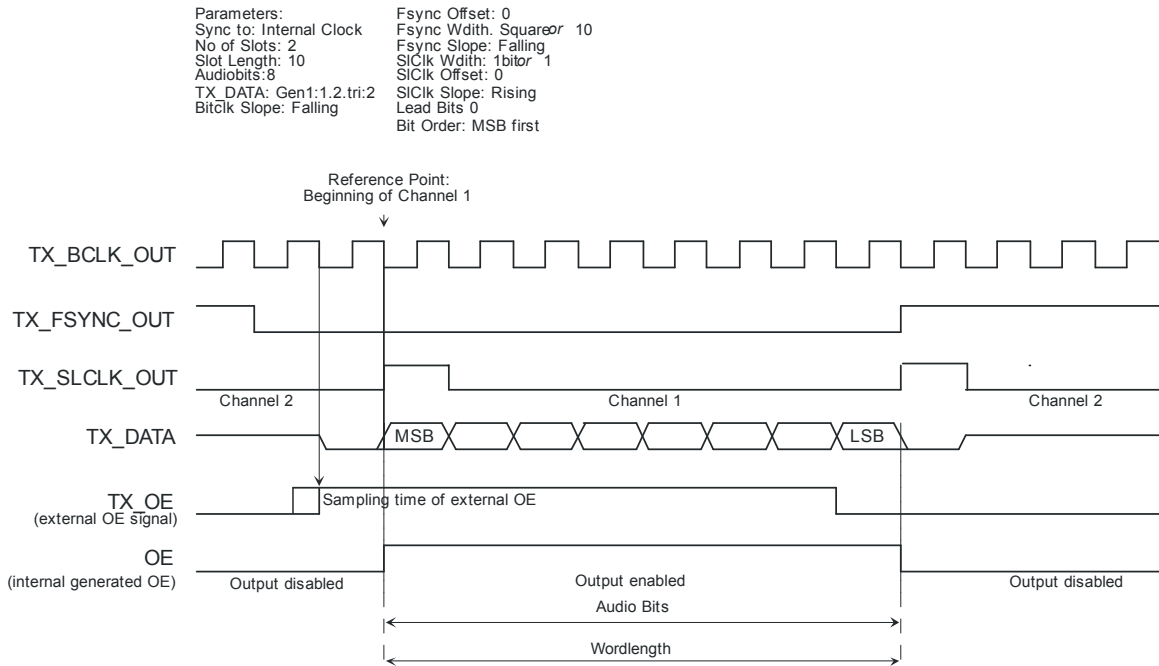 Parameters:
Sync to: Internal Clock
No of Slots: 2
Slot Length: 10
Audiobits:8
TX_DATA: Gen1:1.2.tri:2
Bitclk Slope: Falling
Fsync Offset: 0
Fsync Wdith. Square or 10
Fsync Slope: Falling
SlClk Wdith: 1bit or 1
SlClk Offset: 0
SlClk Slope: Rising
Lead Bits 0
Bit Order: MSB first
Reference Point:
Beginning of Channel 1
TX_BCLK_OUT
TX_FSYNC_OUT
TX_SLCLK_OUT
Channel 2
Channel 1
Channel 2
TX_DATA
MSB
LSB
TX_OE
(external OE signal)
Sampling time of external OE
OE
(internal generated OE)
Output disabled
Output enabled
Output disabled
Audio Bits
Wordlength